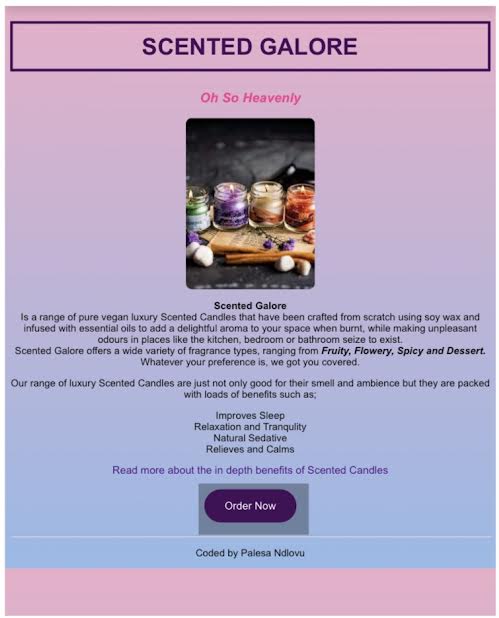 SCENTED GALORE
Oh So Heavenly
Scented Galore
Is a range of pure vegan luxury Scented Candles that have been crafted from scratch using soy wax and
infused with essential oils to add a delightful aroma to your space when burnt, while making unpleasant
odours in places like the kitchen, bedroom or bathroom seize to exist.
Scented Galore offers a wide variety of fragrance types, ranging from Fruity, Flowery, Spicy and Dessert.
Whatever your preference is, we got you covered.
Our range of luxury Scented Candles are just not only good for their smell and ambience but they are packed
with loads of benefits such as;
Improves Sleep
Relaxation and Tranqulity
Natural Sedative
Relieves and Calms
Read more about the in depth benefits of Scented Candles
Order Now
Coded by Palesa Ndlovu